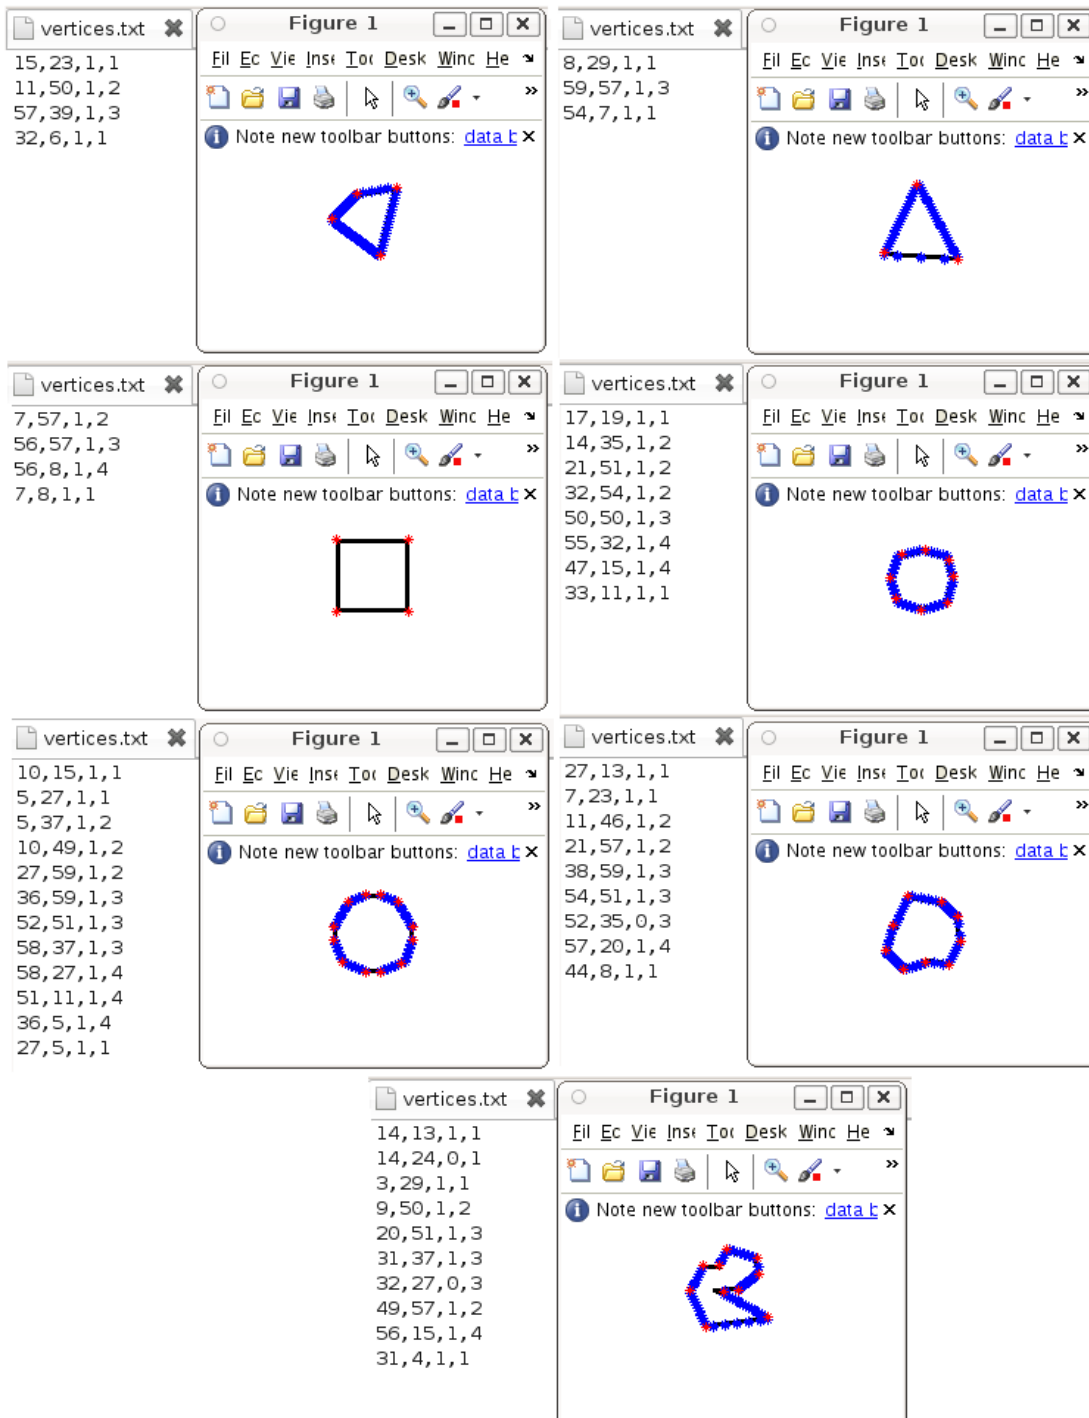 vertices.txt
15,23,1,1
11,50,1,2
57,39,1,3
32,6,1,1
Figure 1
Fil Ec Vie Inse Too Desk Winc He
Note new toolbar buttons: data b
vertices.txt
8,29,1,1
59,57,1,3
54,7,1,1
Figure 1
Fil Ec Vie Inse Too Desk Winc He
Note new toolbar buttons: data b
vertices.txt
7,57,1,2
56,57,1,3
56,8,1,4
7,8,1,1
Figure 1
Fil Ec Vie Inse Too Desk Winc He
Note new toolbar buttons: data b
vertices.txt
17,19,1,1
14,35,1,2
21,51,1,2
32,54,1,2
50,50,1,3
55,32,1,4
47,15,1,4
33,11,1,1
Figure 1
Fil Ec Vie Inse Too Desk Winc He
Note new toolbar buttons: data b
vertices.txt
10,15,1,1
5,27,1,1
5,37,1,2
10,49,1,2
27,59,1,2
36,59,1,3
52,51,1,3
58,37,1,3
58,27,1,4
51,11,1,4
36,5,1,4
27,5,1,1
Figure 1
Fil Ec Vie Inse Too Desk Winc He
Note new toolbar buttons: data b
vertices.txt
27,13,1,1
7,23,1,1
11,46,1,2
21,57,1,2
38,59,1,3
54,51,1,3
52,35,0,3
57,20,1,4
44,8,1,1
Figure 1
Fil Ec Vie Inse Too Desk Winc He
Note new toolbar buttons: data b
vertices.txt
14,13,1,1
14,24,0,1
3,29,1,1
9,50,1,2
20,51,1,3
31,37,1,3
32,27,0,3
49,57,1,2
56,15,1,4
31,4,1,1
Figure 1
Fil Ec Vie Inse Too Desk Winc He
Note new toolbar buttons: data b